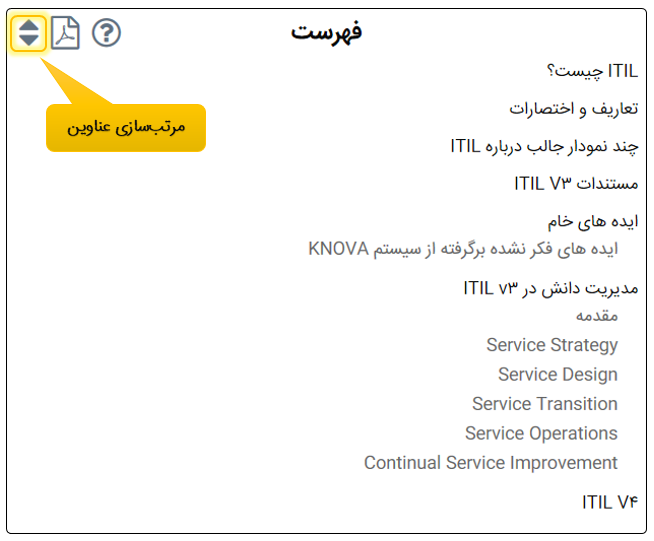 فهرست
مرتب‌سازی عناوین
ITIL چیست؟
تعاریف و اختصارات
چند نمودار جالب درباره ITIL
مستندات ITIL V۳
ایده های خام
ایده های فکر نشده برگرفته از سیستم KNOVA
مدیریت دانش در ITIL v۳
مقدمه
Service Strategy
Service Design
Service Transition
Service Operations
Continual Service Improvement
ITIL V۴